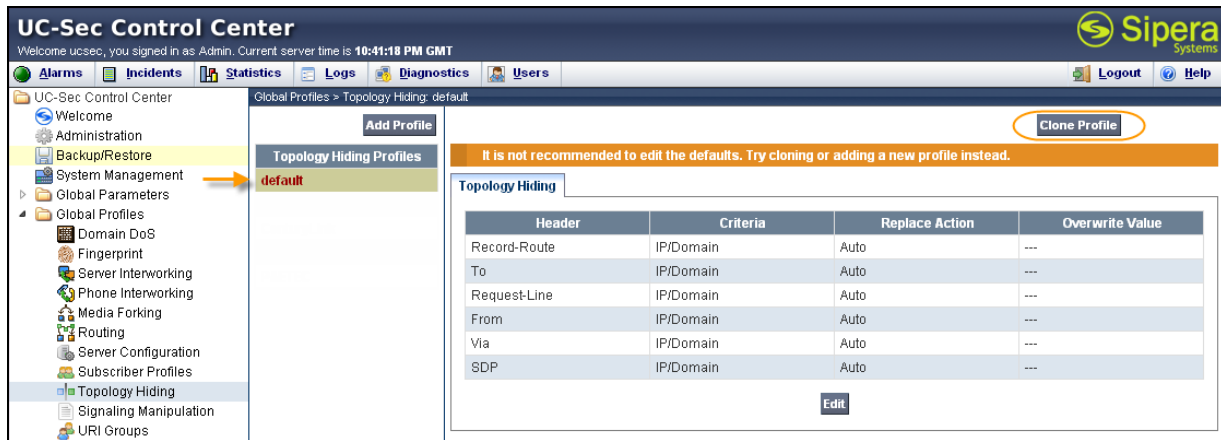 UC-Sec Control Center
Welcome ucsec, you signed in as Admin. Current server time is 10:41:18 PM GMT
Sipera
Systems
Alarms Incidents Statistics Logs Diagnostics Users Logout Help
UC-Sec Control Center
Welcome
Administration
Backup/Restore
System Management
Global Parameters
Global Profiles
Domain DoS
Fingerprint
Server Interworking
Phone Interworking
Media Forking
Routing
Server Configuration
Subscriber Profiles
Topology Hiding
Signaling Manipulation
URI Groups
Global Profiles > Topology Hiding: default
Add Profile
Topology Hiding Profiles
default
Clone Profile
It is not recommended to edit the defaults. Try cloning or adding a new profile instead.
Topology Hiding
Header Criteria Replace Action Overwrite Value
Record-Route IP/Domain Auto ---
To IP/Domain Auto ---
Request-Line IP/Domain Auto ---
From IP/Domain Auto ---
Via IP/Domain Auto ---
SDP IP/Domain Auto ---
Edit